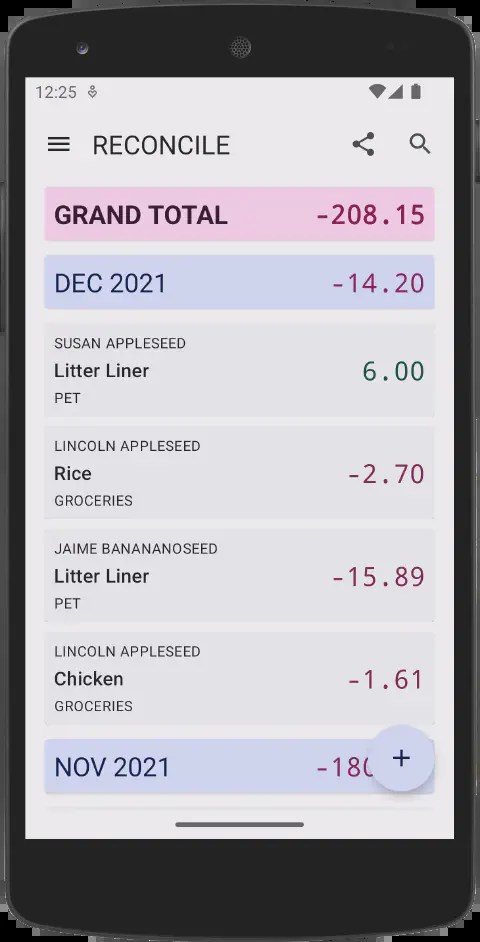 12:25
RECONCILE
GRAND TOTAL -208.15
DEC 2021 -14.20
SUSAN APPLESEED
Litter Liner 6.00
PET
LINCOLN APPLESEED
Rice -2.70
GROCERIES
JAIME BANANANOSEED
Litter Liner -15.89
PET
LINCOLN APPLESEED
Chicken -1.61
GROCERIES
NOV 2021
+